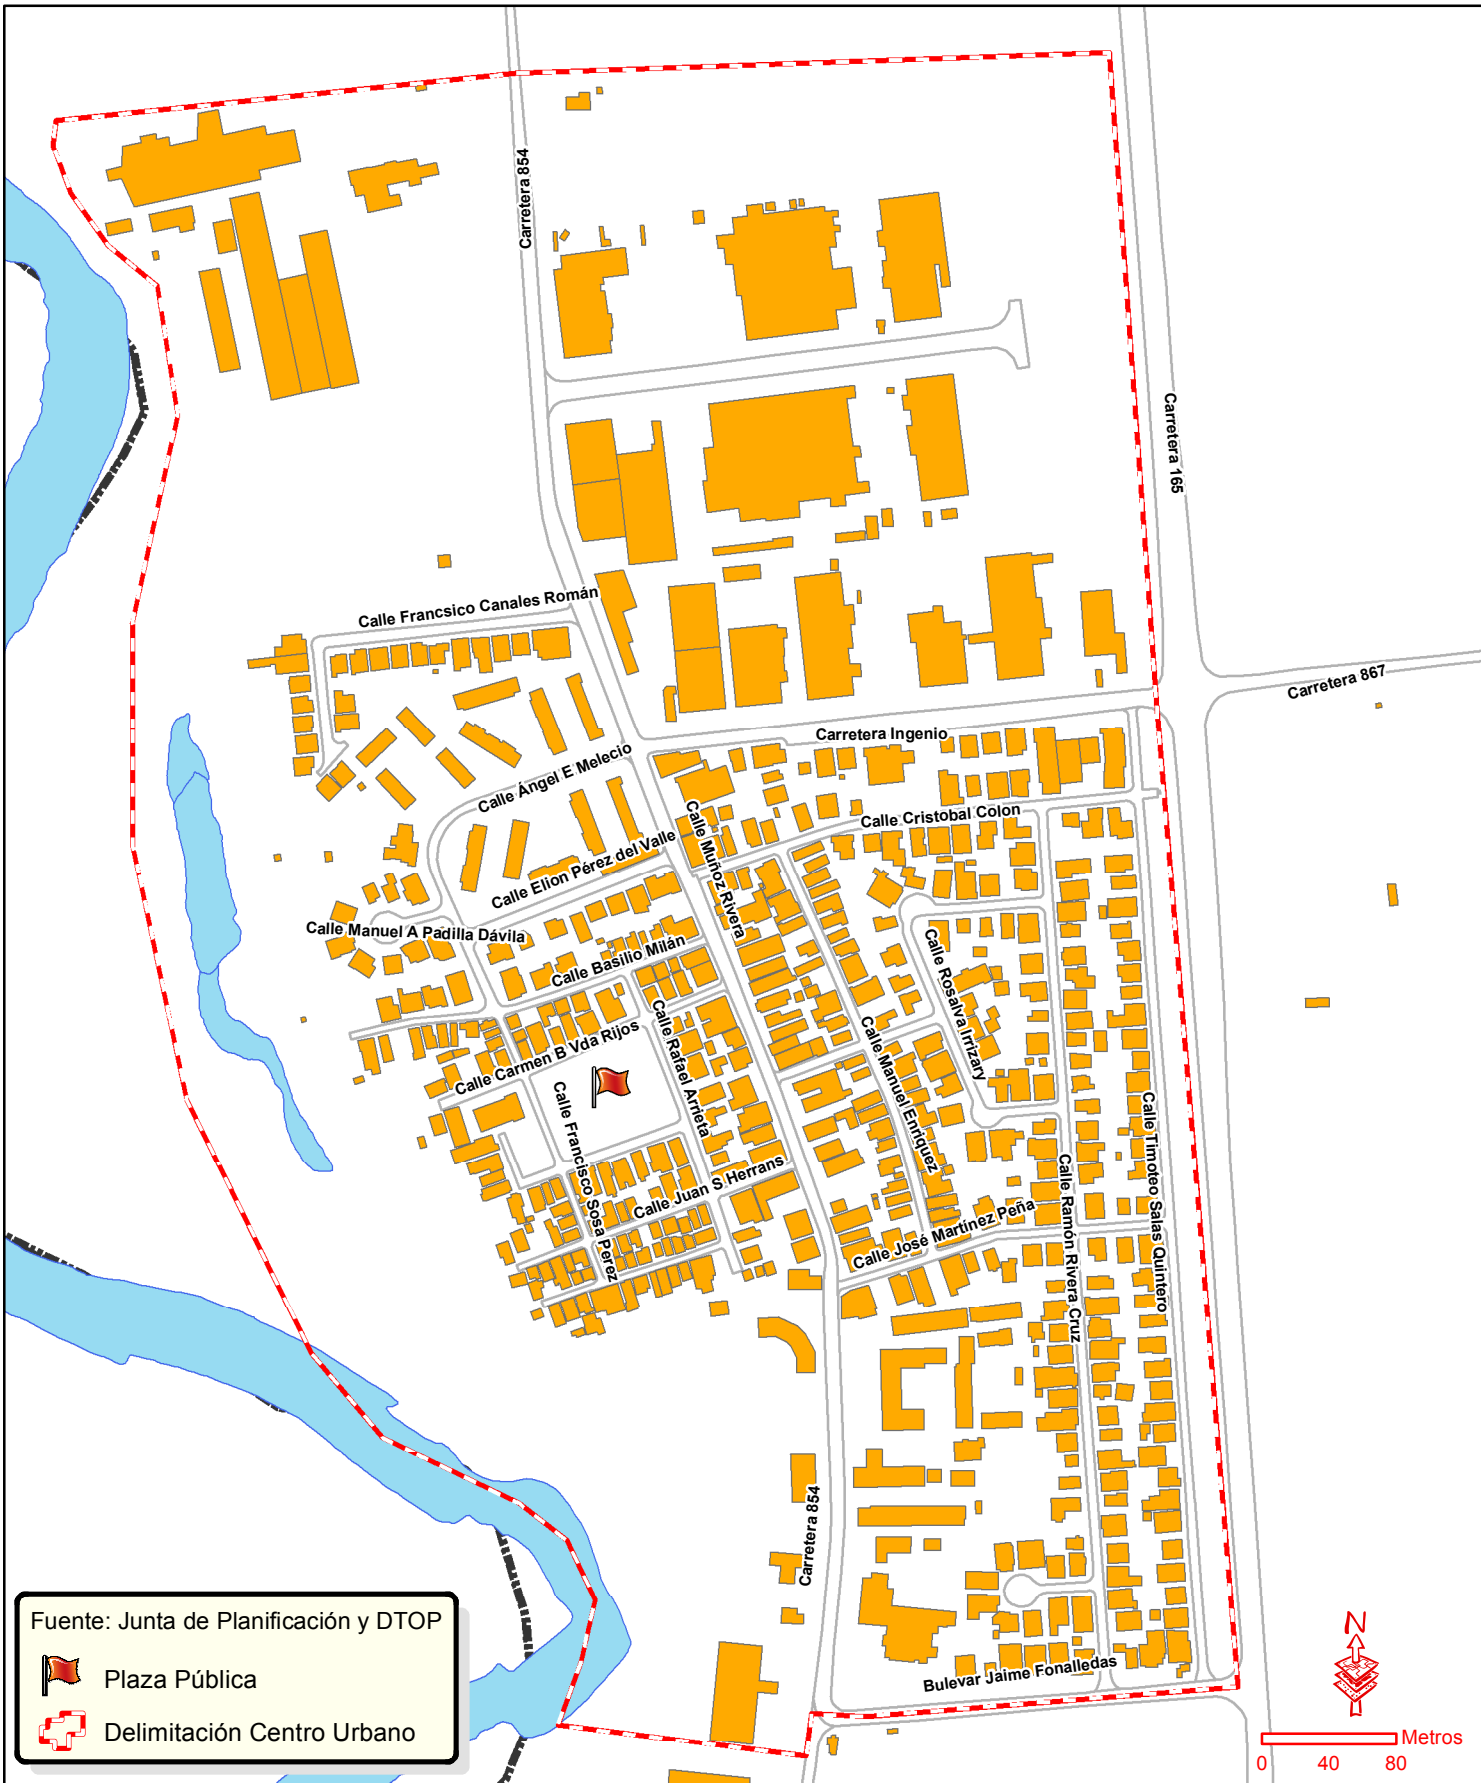 Carretera 854
Carretera 165
Calle Francsico Canales Román
Carretera 867
Carretera Ingenio
Calle Ángel E Melecio
Calle Muñoz Rivera
Calle Cristobal Colon
Calle Elion Pérez del Valle
Calle Manuel A Padilla Dávila
Calle Basilio Milán
Calle Rosalva Irrizary
Calle Rafael Arrieta
Calle Carmen B Vda Rijos
Calle Manuel Enriquez
Calle Francisco Sosa Perez
Calle Timoteo Salas Quintero
Calle Juan S Herrans
Calle Ramón Rivera Cruz
Calle José Martínez Peña
Carretera 854
Bulevar Jaime Fonalledas
Fuente: Junta de Planificación y DTOP
Plaza Pública
Delimitación Centro Urbano
N
Metros
0 40 80